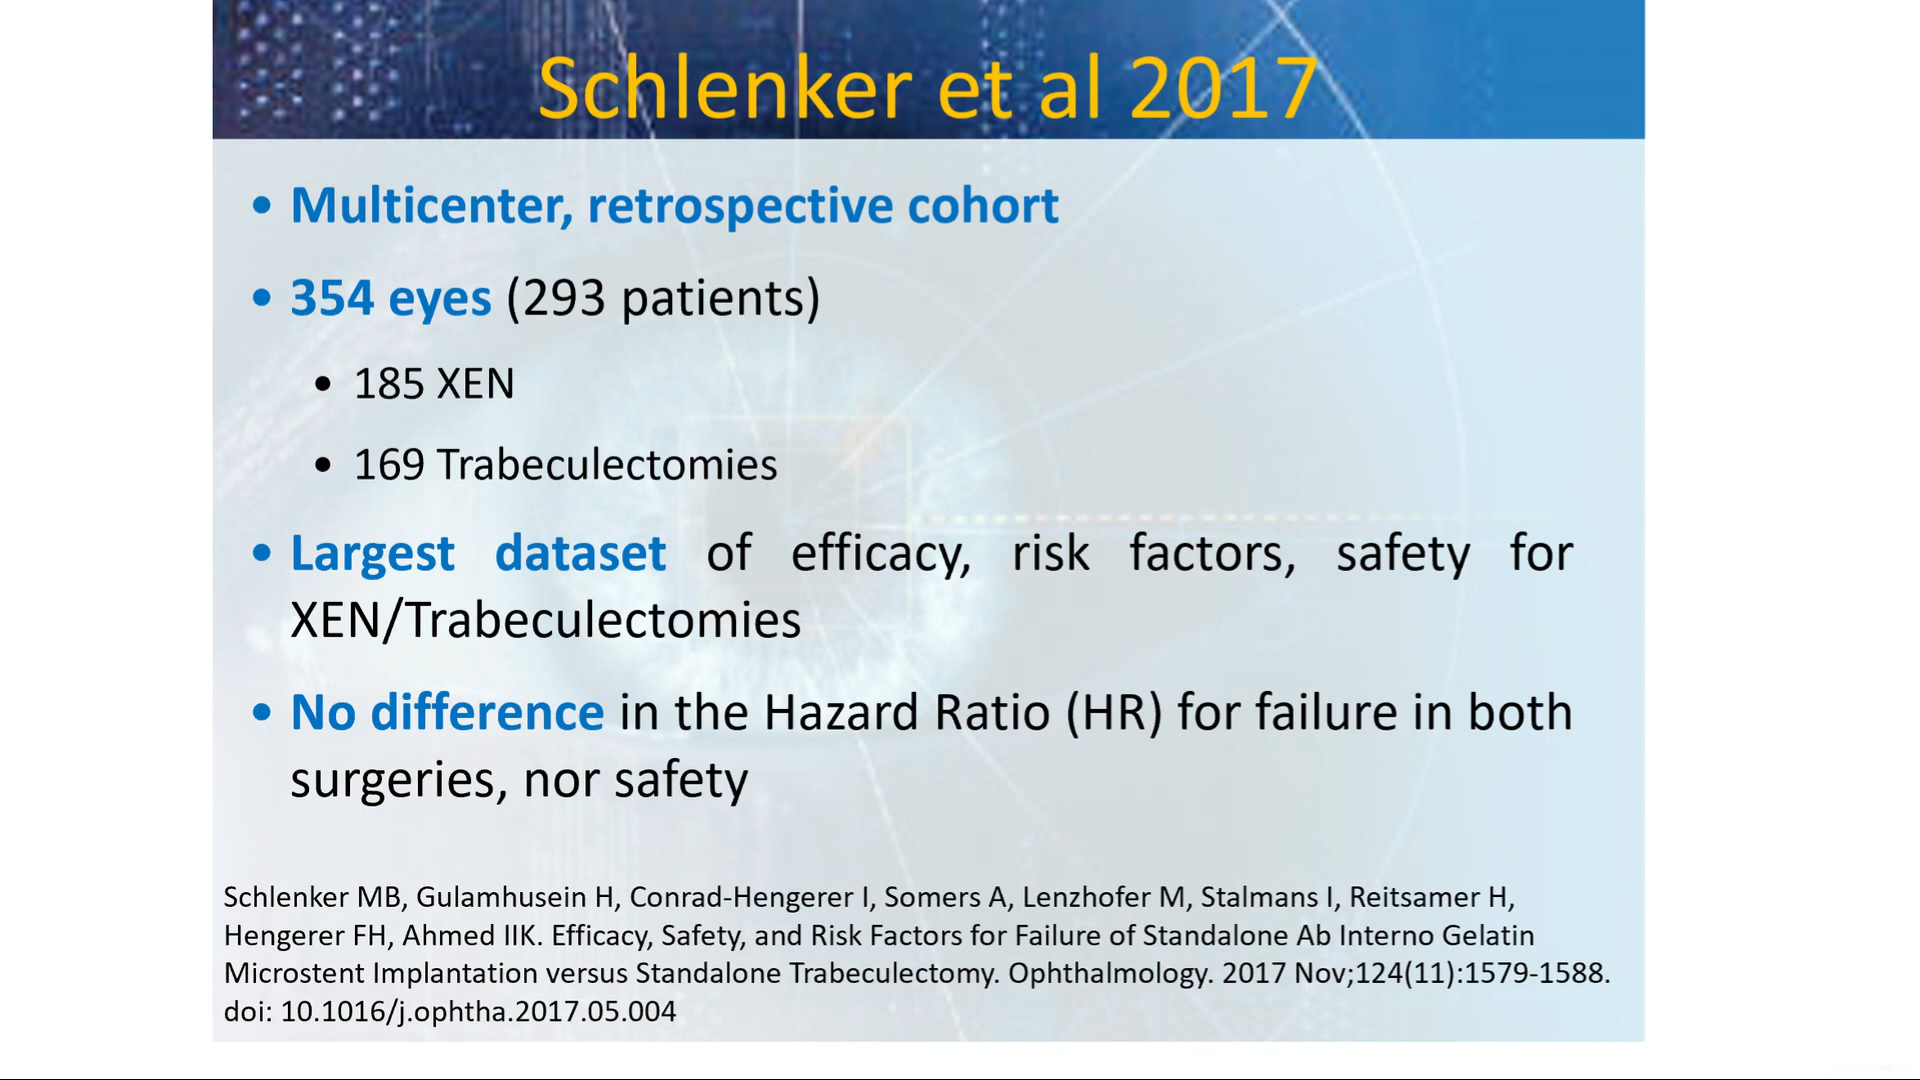 Schlenker et al 2017
• Multicenter, retrospective cohort
• 354 eyes (293 patients)
• 185 XEN
• 169 Trabeculectomies
• Largest dataset of efficacy, risk factors, safety for
XEN/Trabeculectomies
• No difference in the Hazard Ratio (HR) for failure in both
surgeries, nor safety
Schlenker MB, Gulamhusein H, Conrad-Hengerer I, Somers A, Lenzhofer M, Stalmans I, Reitsamer H,
Hengerer FH, Ahmed IIK. Efficacy, Safety, and Risk Factors for Failure of Standalone Ab Interno Gelatin
Microstent Implantation versus Standalone Trabeculectomy. Ophthalmology. 2017 Nov;124(11):1579-1588.
doi: 10.1016/j.ophtha.2017.05.004